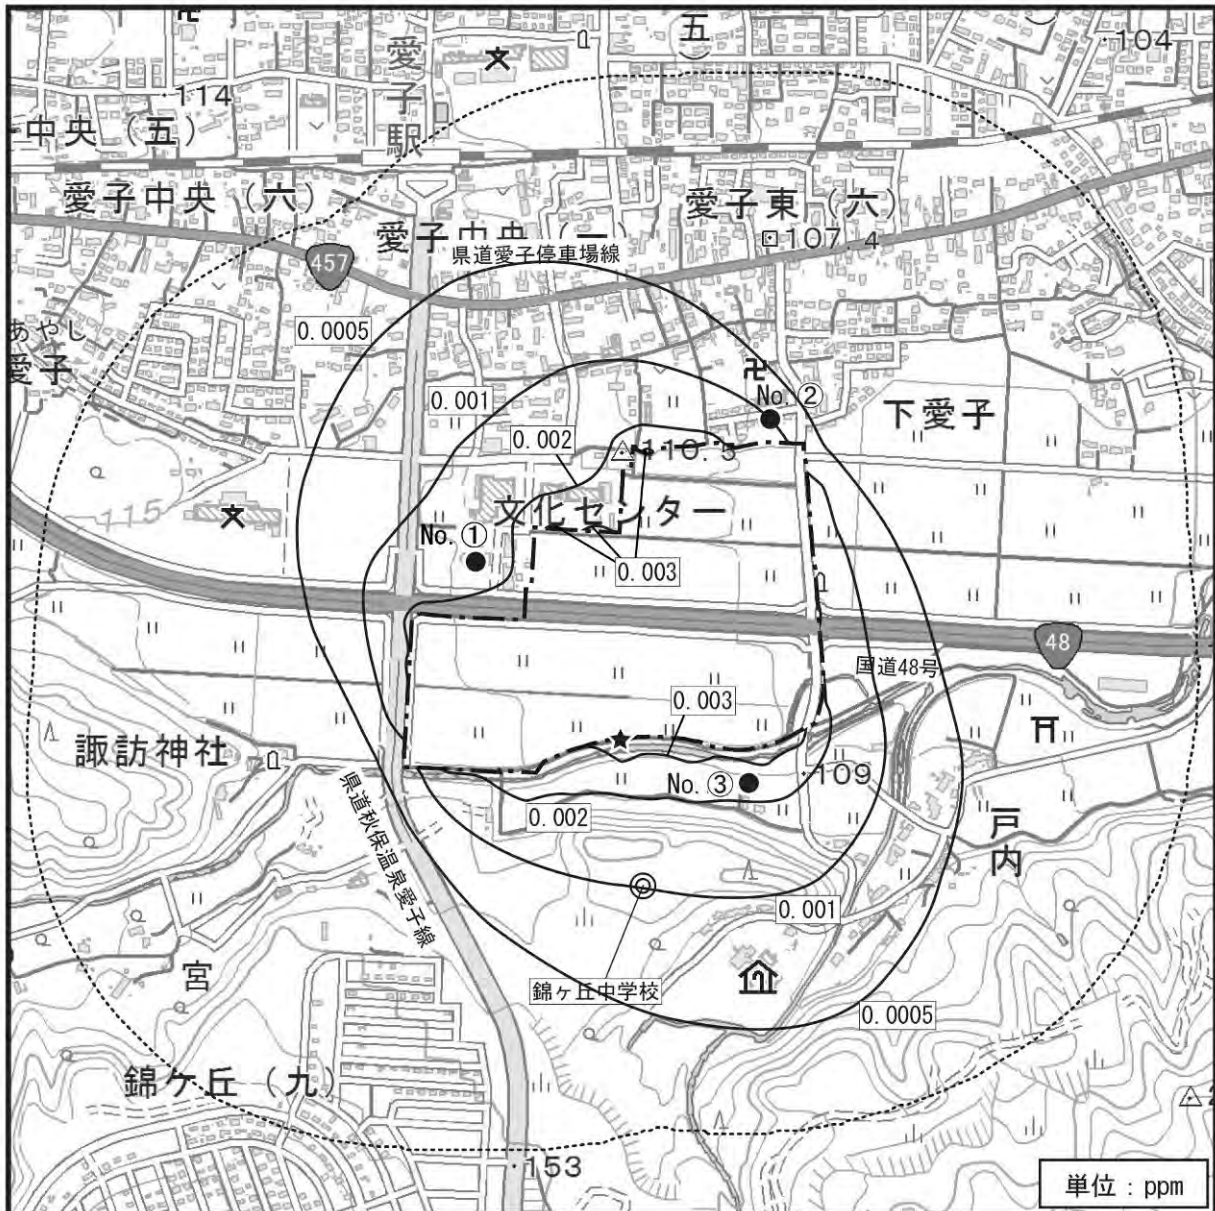 五
104
愛子駅
114
中央（五）
愛子中央（六）
愛子東（六）
愛子中央（一
107.4
県道愛子停車場線
457
0.0005
あやし
愛子
0.001
No. ②
下愛子
0.002
110.5
文化センター
115
No. ①
0.003
48
国道48号
0.003
諏訪神社
No. ③
109
県道秋保温泉愛子線
0.002
戸内
0.001
宮
錦ヶ丘中学校
0.0005
錦ケ丘（九）
153
単位：ppm